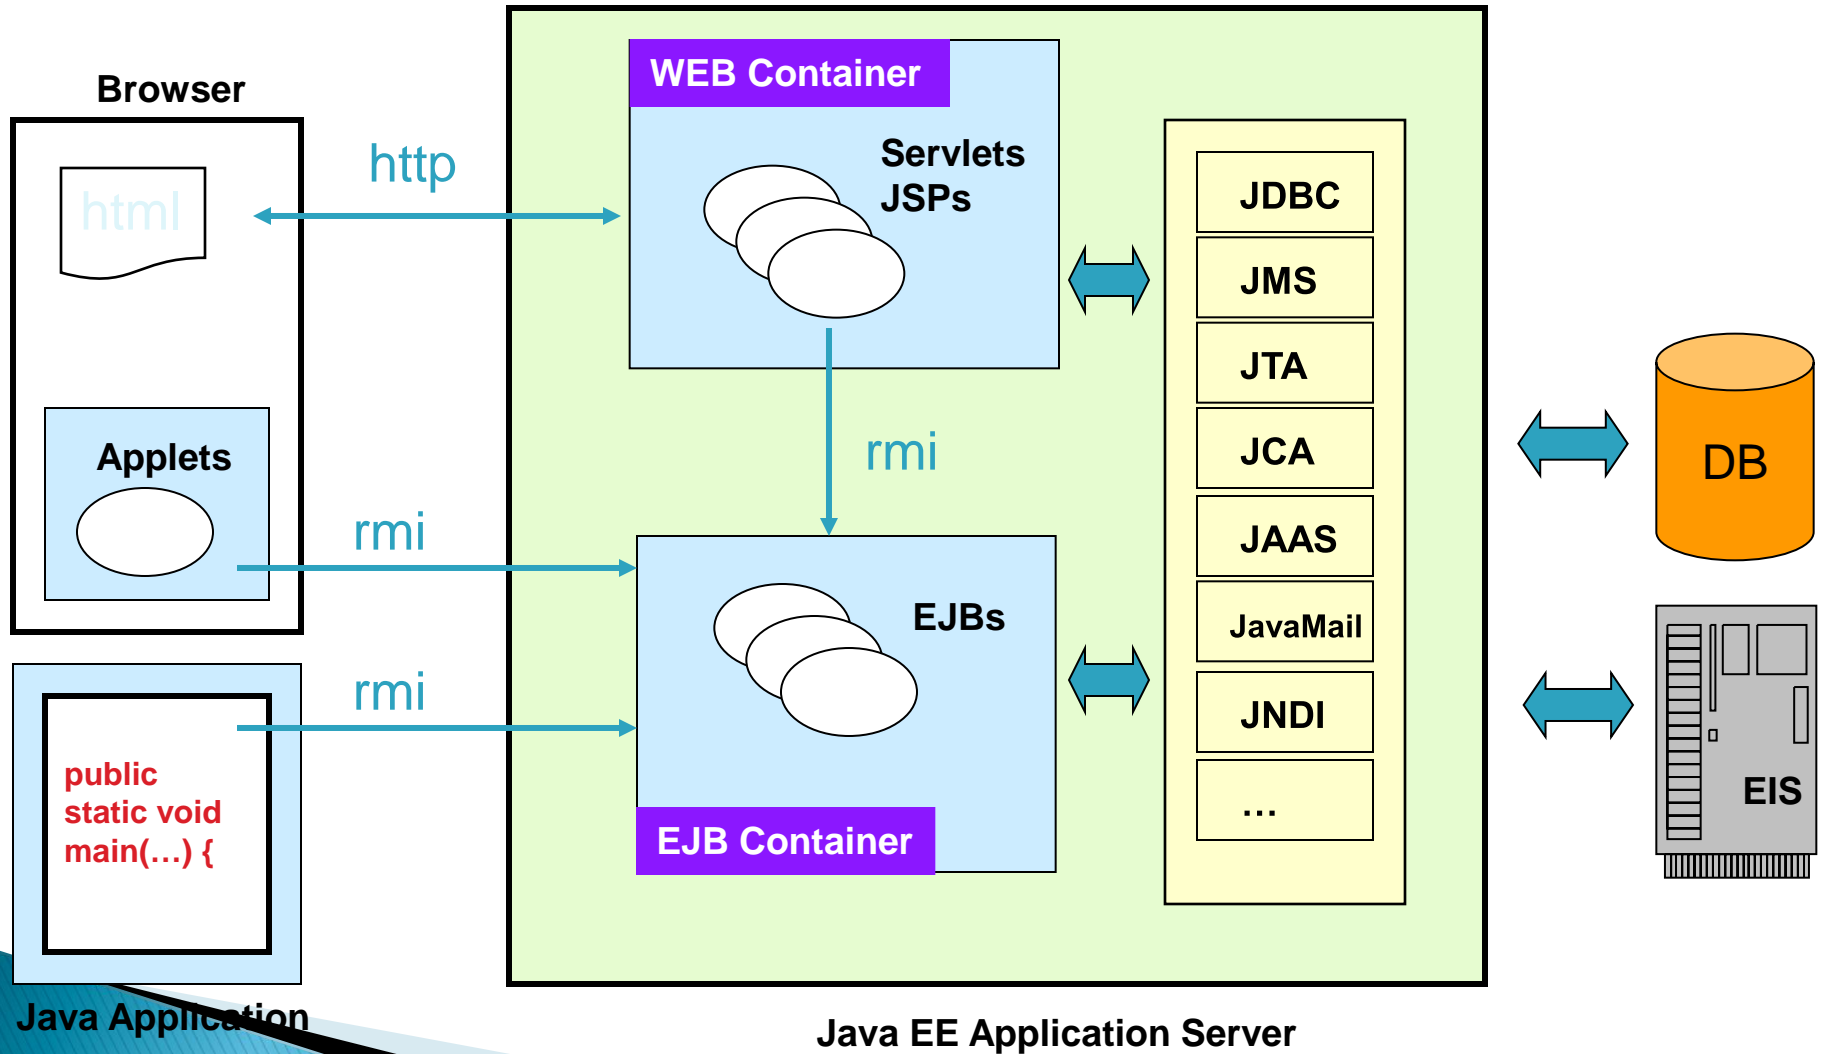 Browser
html
Applets
http
rmi
rmi
public
static void
main(…) {
Java Application
WEB Container
Servlets
JSPs
rmi
EJBs
EJB Container
JDBC
JMS
JTA
JCA
JAAS
JavaMail
JNDI
…
Java EE Application Server
DB
EIS